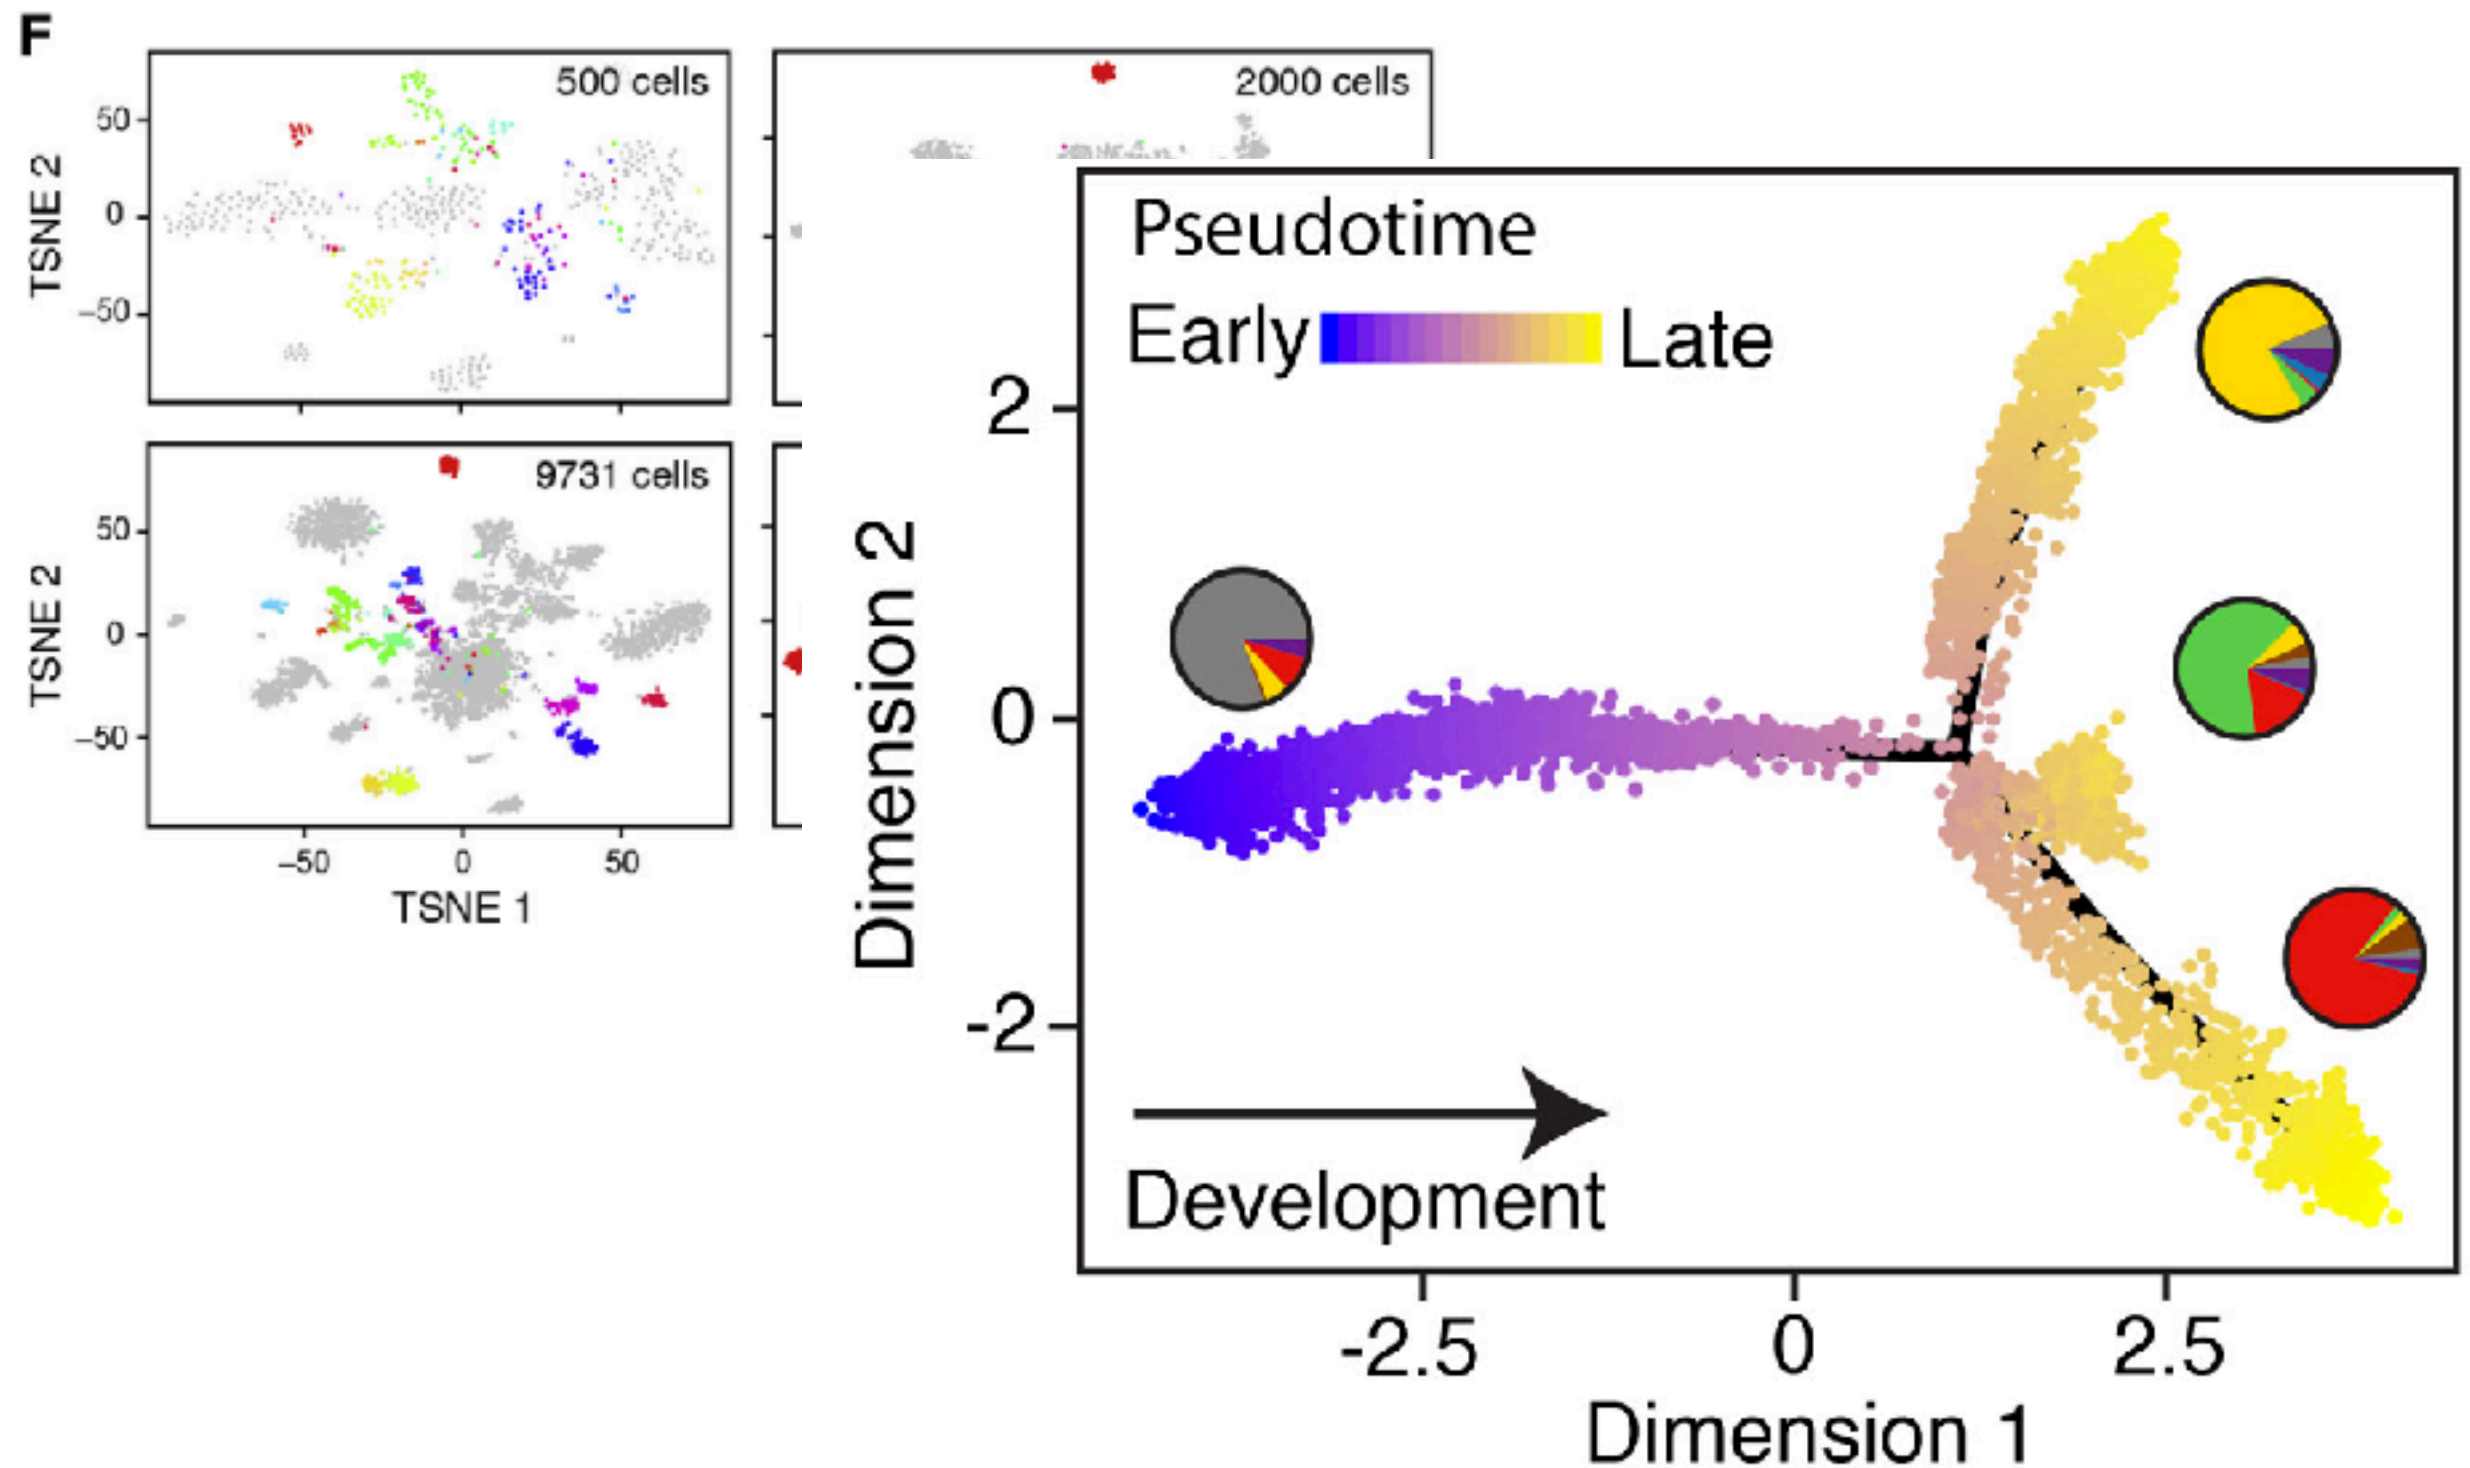 F
500 cells
2000 cells
TSNE 2
50
0
−50
9731 cells
TSNE 2
50
0
−50
−50 0 50
TSNE 1
Pseudotime
Early Late
Dimension 2
2
0
-2
Development
-2.5 0 2.5
Dimension 1